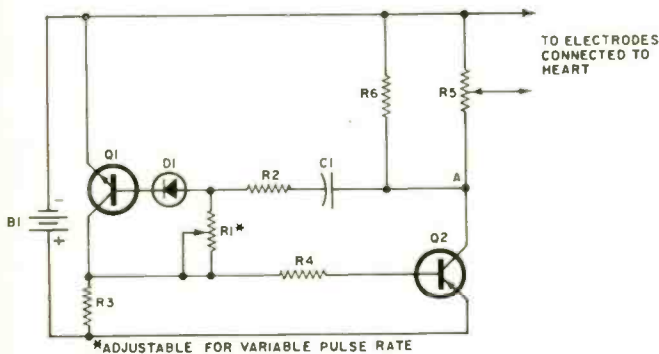 TO ELECTRODES
CONNECTED TO
HEART
R6
R5
Q1
D1
R2
C1
A
B1
-
+
R1*
Q2
R4
R3
*ADJUSTABLE FOR VARIABLE PULSE RATE